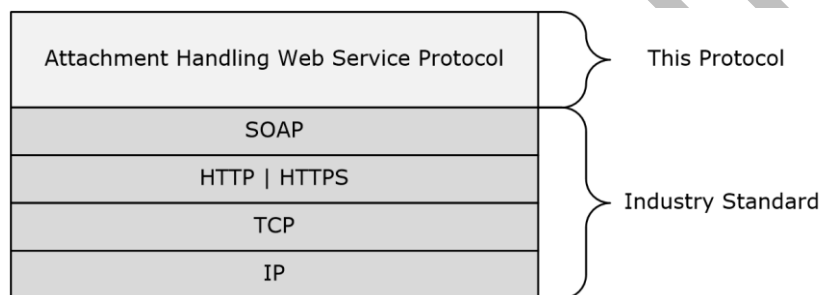 Attachment Handling Web Service Protocol
This Protocol
SOAP
HTTP | HTTPS
Industry Standard
TCP
IP